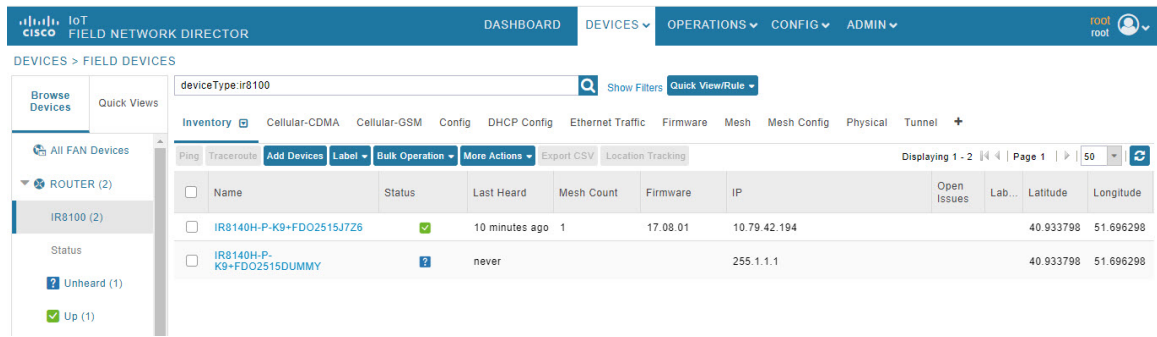 cisco IoT
FIELD NETWORK DIRECTOR
DASHBOARD DEVICES OPERATIONS CONFIG ADMIN
root
root
DEVICES > FIELD DEVICES
Browse Devices
Quick Views
deviceType:ir8100
Show Filters Quick View/Rule
Inventory Cellular-CDMA Cellular-GSM Config DHCP Config Ethernet Traffic Firmware Mesh Mesh Config Physical Tunnel +
All FAN Devices
Ping Traceroute Add Devices Label Bulk Operation More Actions Export CSV Location Tracking Displaying 1 - 2 Page 1 50
ROUTER (2)
Name Status Last Heard Mesh Count Firmware IP Open Issues Lab... Latitude Longitude
IR8100 (2)
IR8140H-P-K9+FDO2515J7Z6 10 minutes ago 1 17.08.01 10.79.42.194 40.933798 51.696298
Status
IR8140H-P-
K9+FDO2515DUMMY ? never 255.1.1.1 40.933798 51.696298
? Unheard (1)
Up (1)